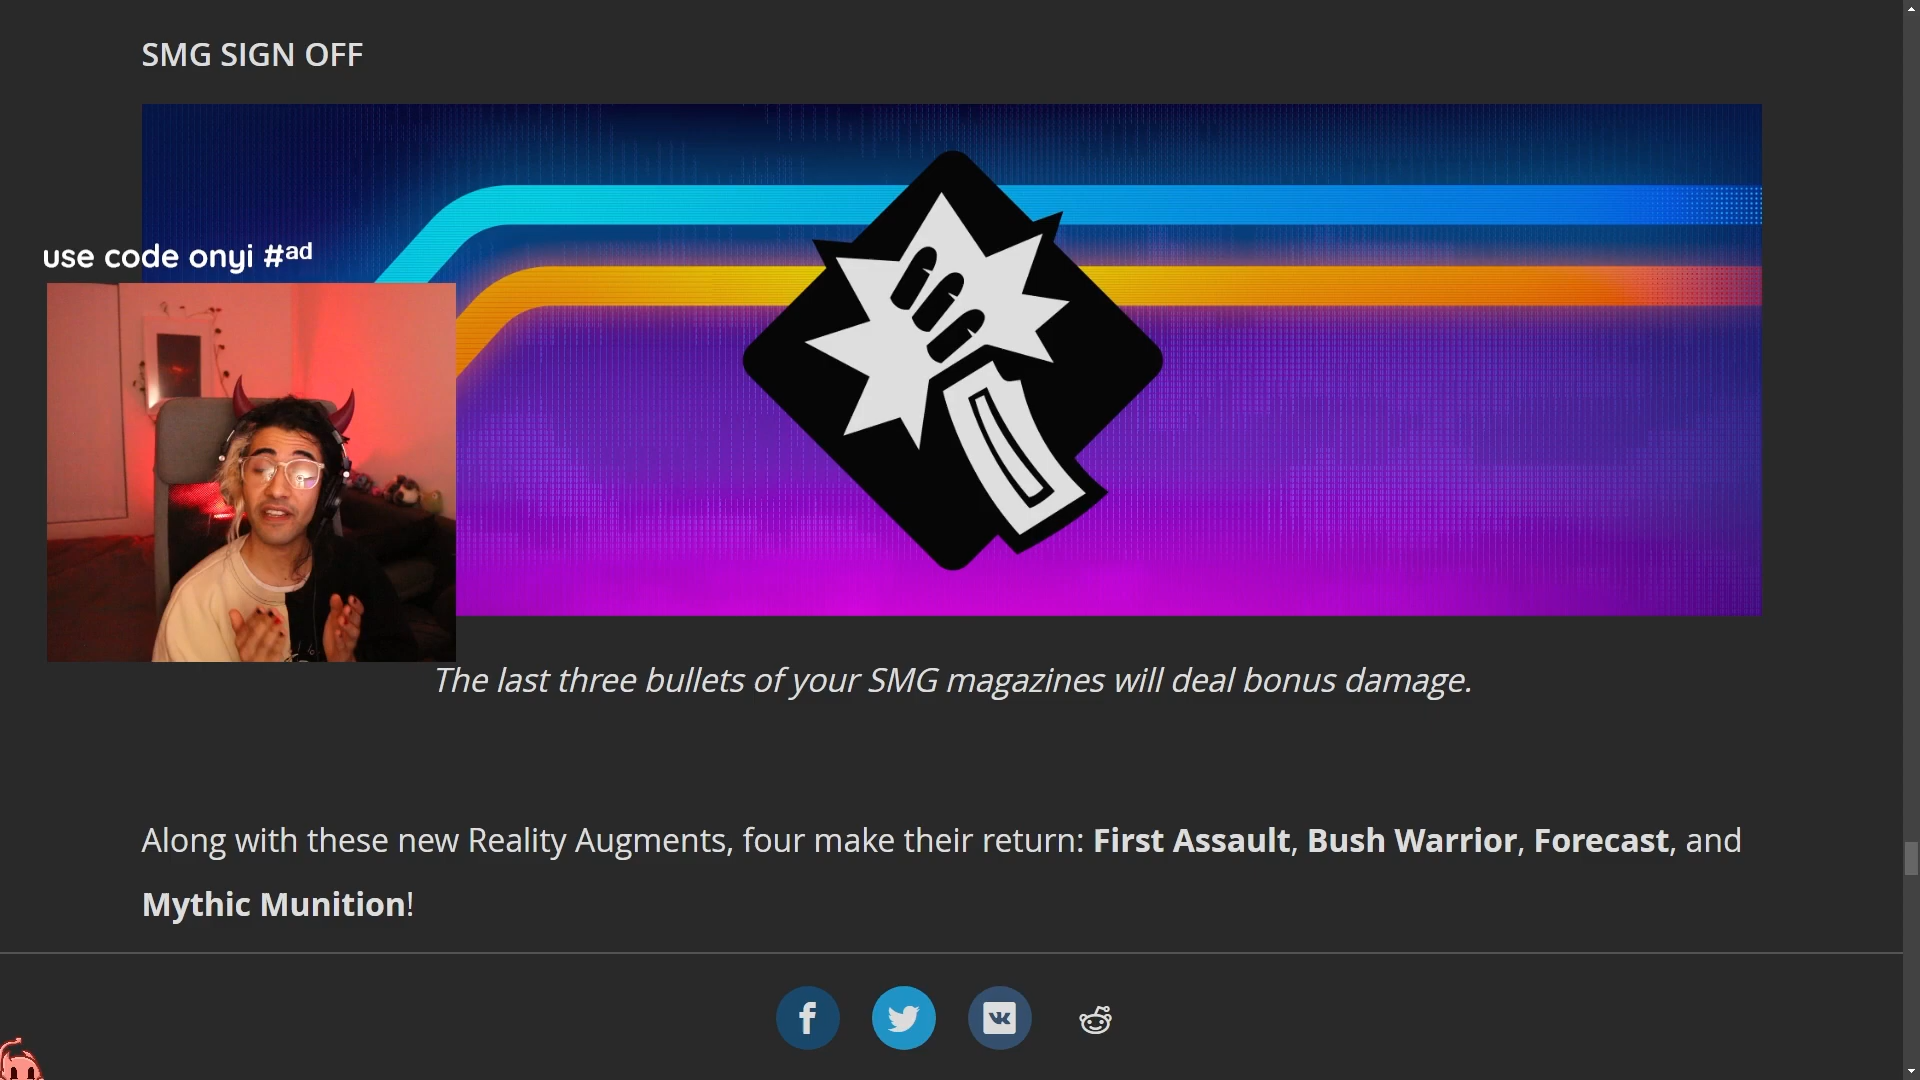 SMG SIGN OFF
use code onyi #ad
The last three bullets of your SMG magazines will deal bonus damage.
Along with these new Reality Augments, four make their return: First Assault, Bush Warrior, Forecast, and
Mythic Munition!